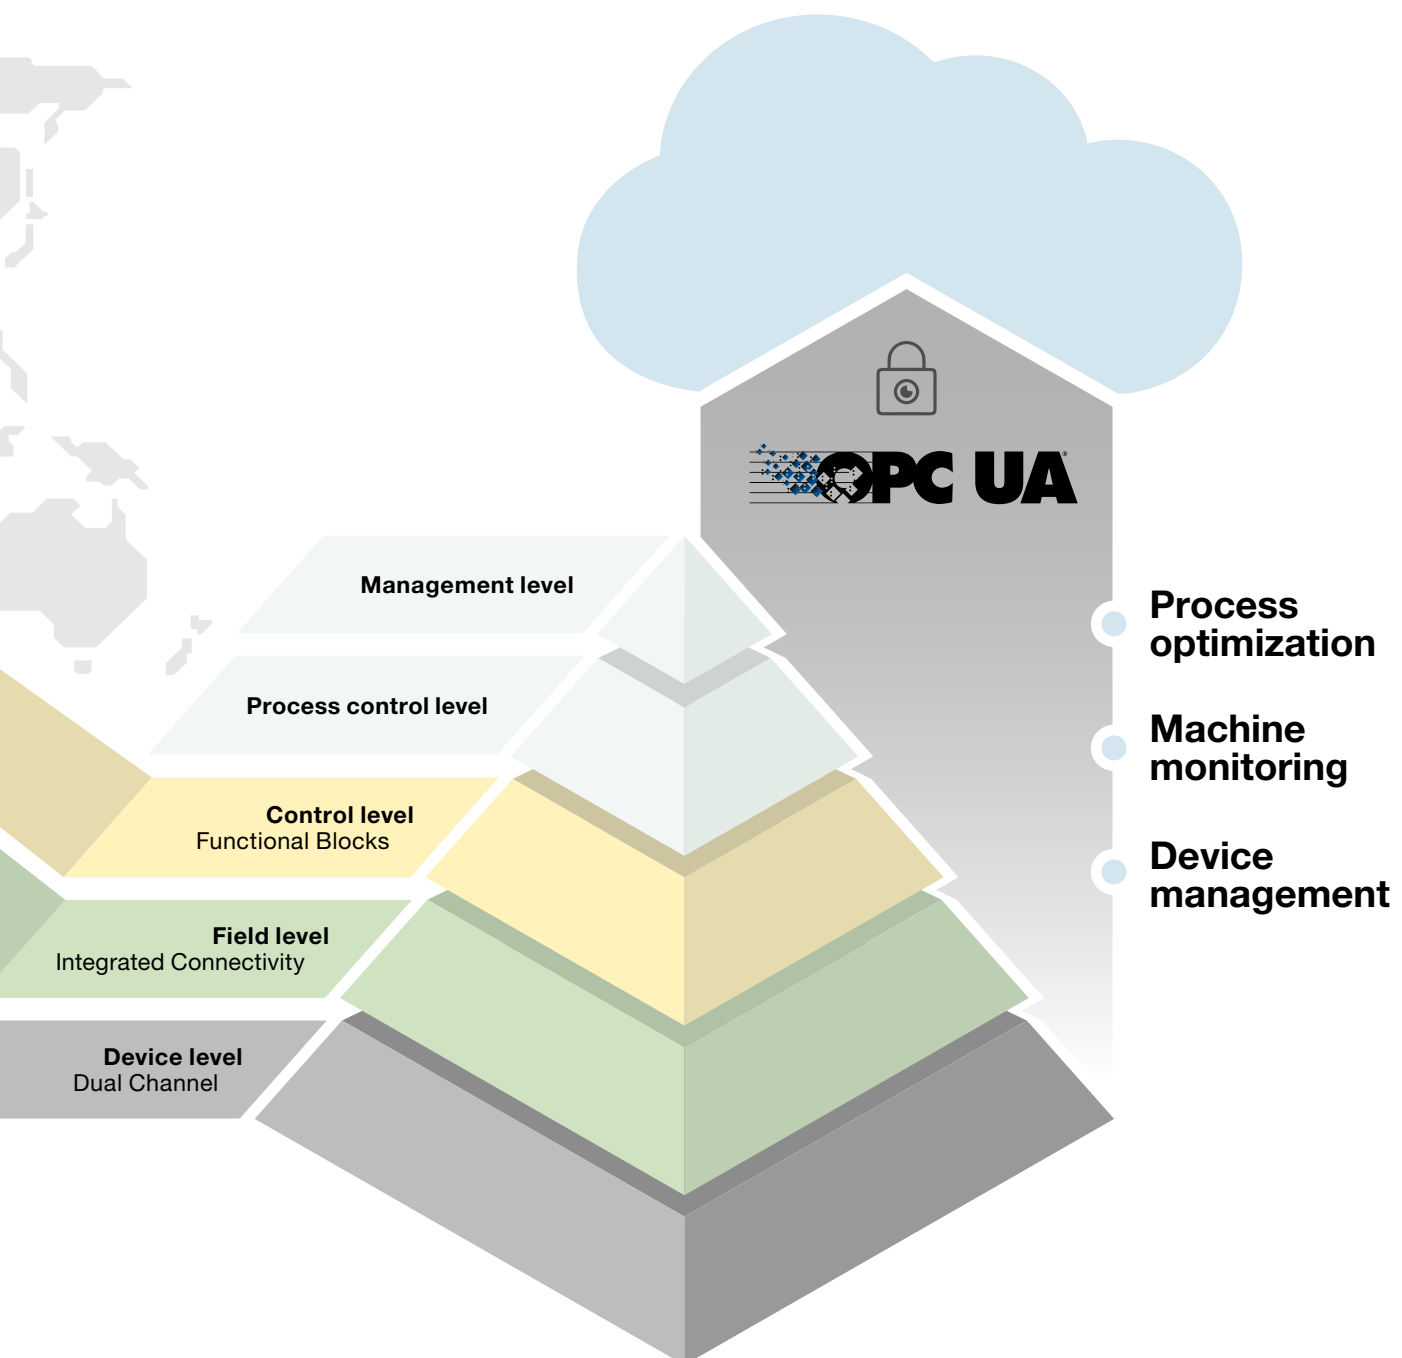 OPC UA®
Management level
Process control level
Control level
Functional Blocks
Field level
Integrated Connectivity
Device level
Dual Channel
Process
optimization
Machine
monitoring
Device
management